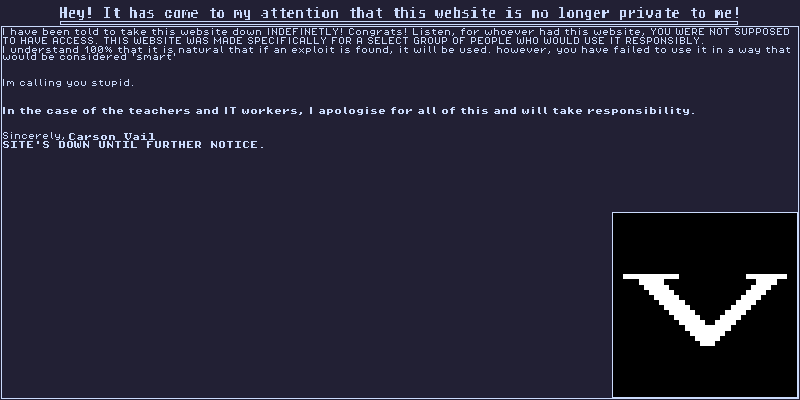 Hey! It has come to my attention that this website is no longer private to me!
I have been told to take this website down INDEFINETLY! Congrats! Listen, for whoever had this website, YOU WERE NOT SUPPOSED
TO HAVE ACCESS. THIS WEBSITE WAS MADE SPECIFICALLY FOR A SELECT GROUP OF PEOPLE WHO WOULD USE IT RESPONSIBLY.
I understand 100% that it is natural that if an exploit is found, it will be used. however, you have failed to use it in a way that
would be considered 'smart'
Im calling you stupid.
In the case of the teachers and IT workers, I apologise for all of this and will take responsibility.
Sincerely, Carson Vail
SITE'S DOWN UNTIL FURTHER NOTICE.
V